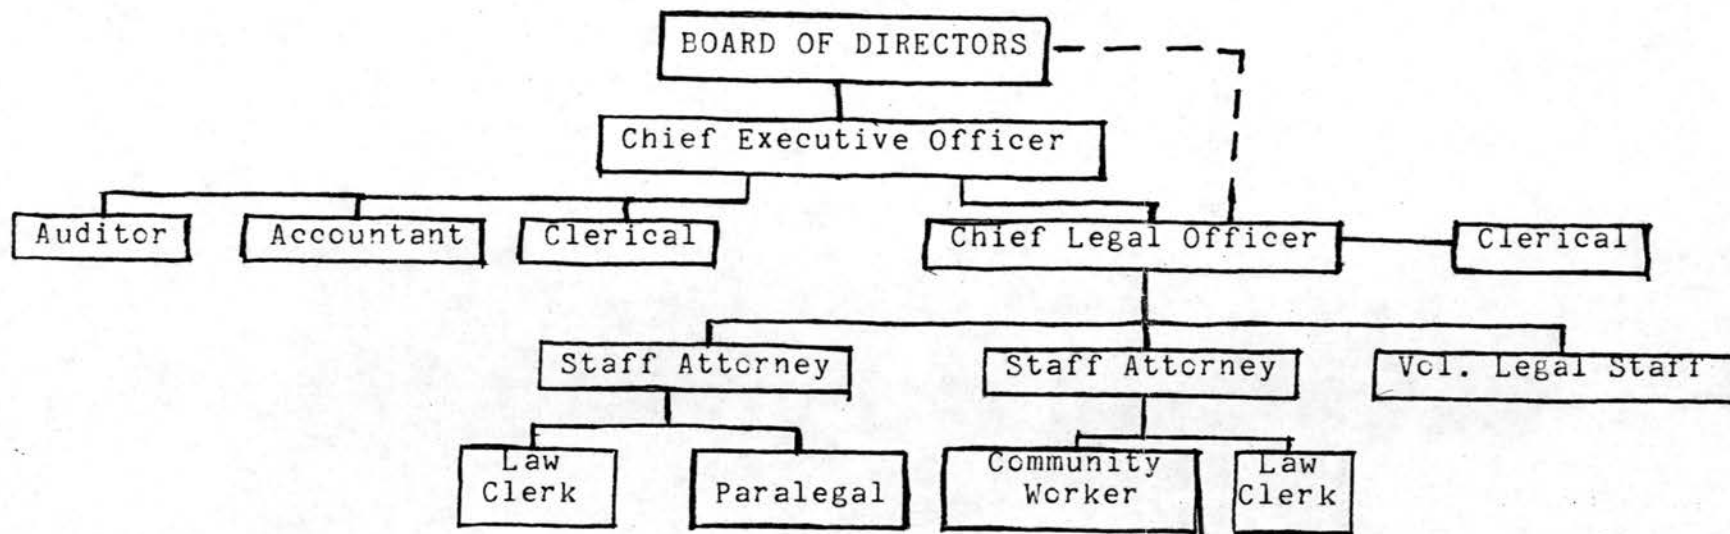 BOARD OF DIRECTORS
Chief Executive Officer
Auditor
Accountant
Clerical
Chief Legal Officer
Clerical
Staff Attorney
Staff Attorney
Vol. Legal Staff
Law
Clerk
Paralegal
Community
Worker
Law
Clerk